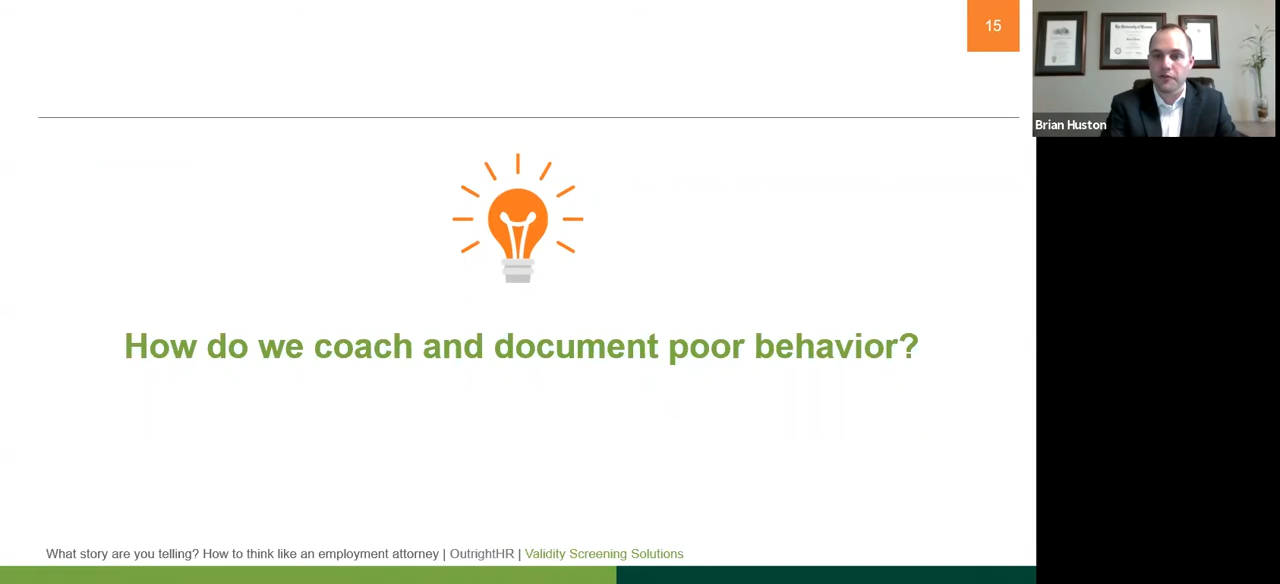 15
Brian Huston
How do we coach and document poor behavior?
What story are you telling? How to think like an employment attorney | OutrightHR | Validity Screening Solutions